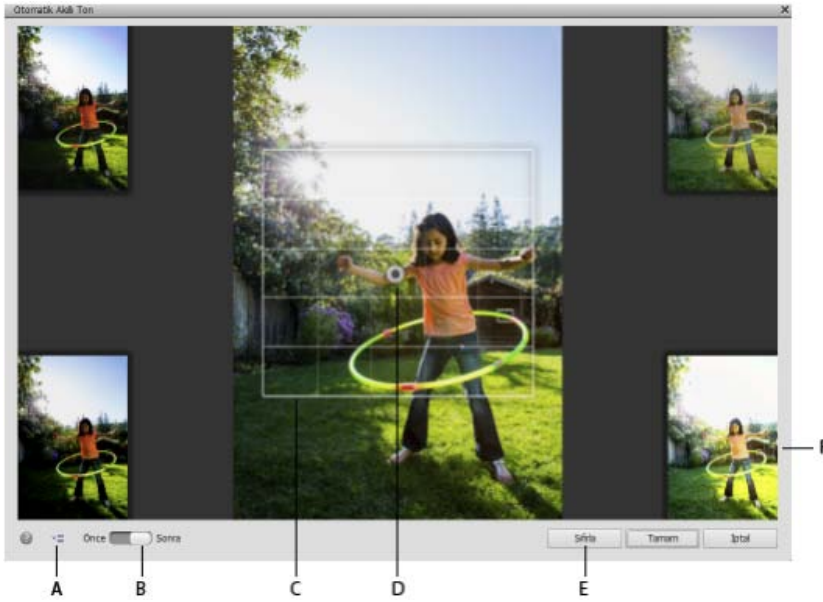 Otomatik Akıllı Ton
Önce Sonra
Sıfırla Tamam İptal
A B C D E
F